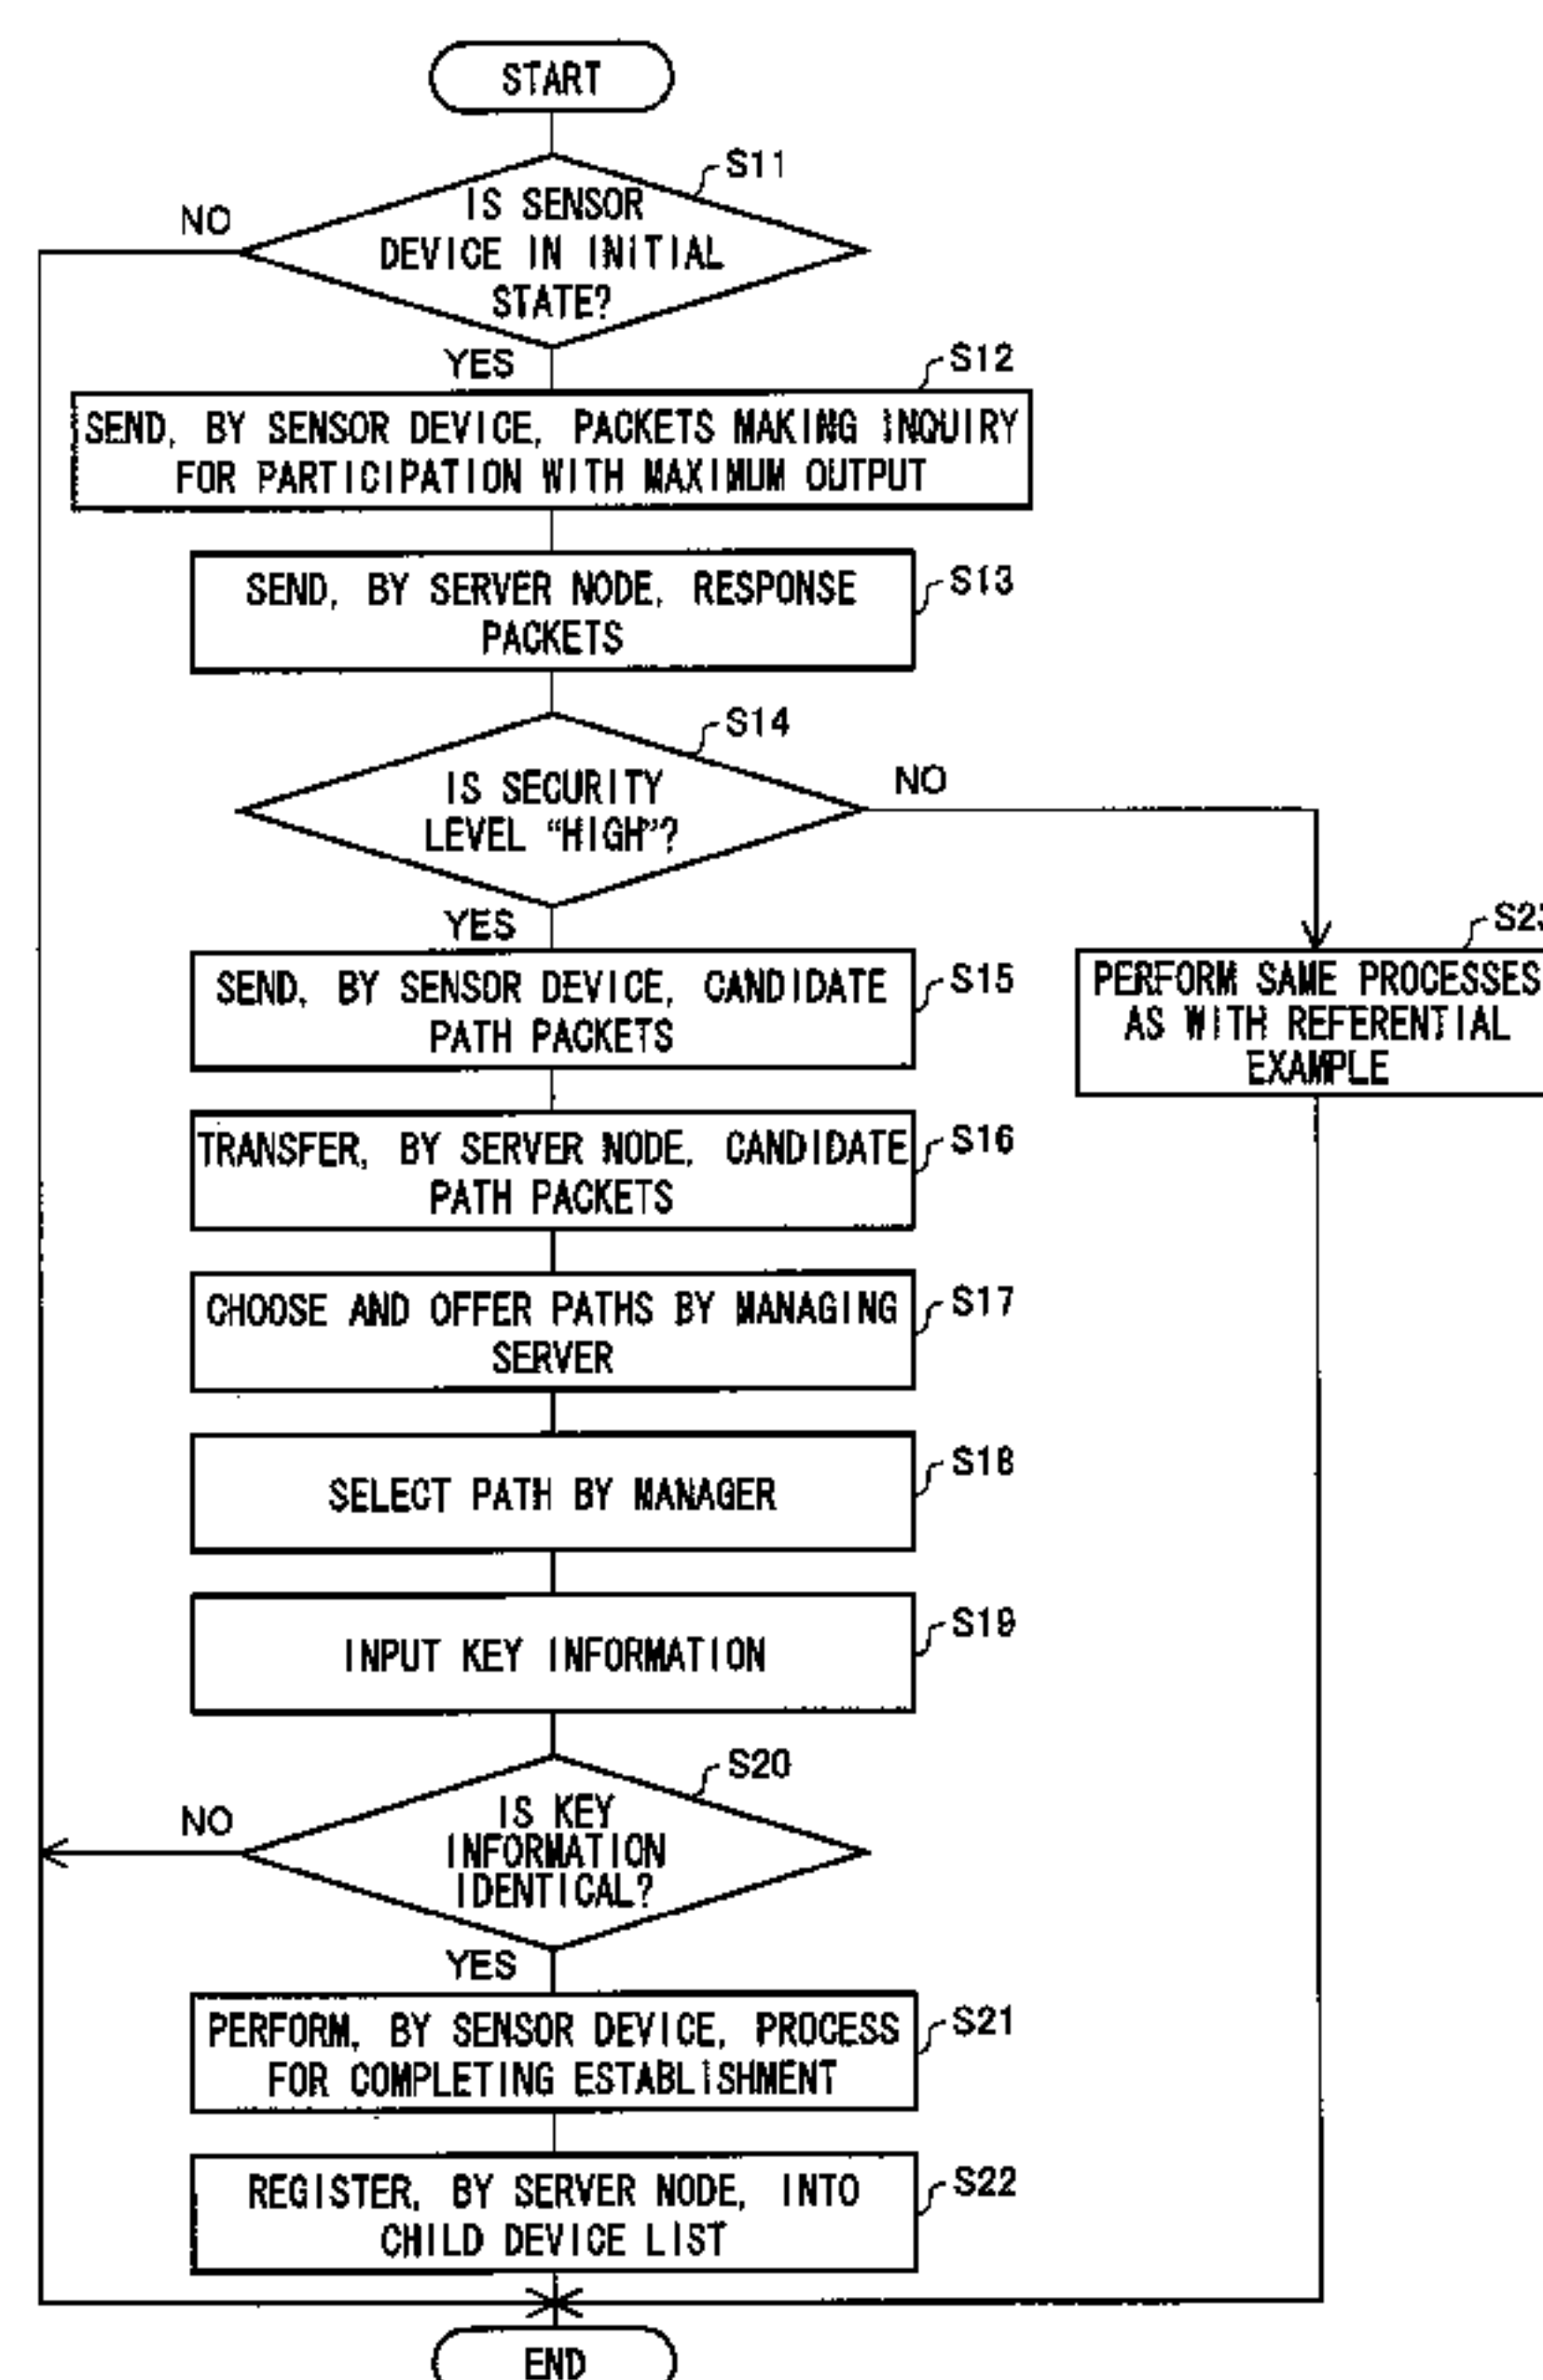 START
S11
IS SENSOR
DEVICE IN INITIAL
STATE?
NO
YES
S12
SEND, BY SENSOR DEVICE, PACKETS MAKING INQUIRY
FOR PARTICIPATION WITH MAXIMUM OUTPUT
S13
SEND, BY SERVER NODE, RESPONSE
PACKETS
S14
IS SECURITY
LEVEL “HIGH”?
NO
YES
S15
SEND, BY SENSOR DEVICE, CANDIDATE
PATH PACKETS
S23
PERFORM SAME PROCESSES
AS WITH REFERENTIAL
EXAMPLE
S16
TRANSFER, BY SERVER NODE, CANDIDATE
PATH PACKETS
S17
CHOOSE AND OFFER PATHS BY MANAGING
SERVER
S18
SELECT PATH BY MANAGER
S19
INPUT KEY INFORMATION
S20
IS KEY
INFORMATION
IDENTICAL?
NO
YES
S21
PERFORM, BY SENSOR DEVICE, PROCESS
FOR COMPLETING ESTABLISHMENT
S22
REGISTER, BY SERVER NODE, INTO
CHILD DEVICE LIST
END